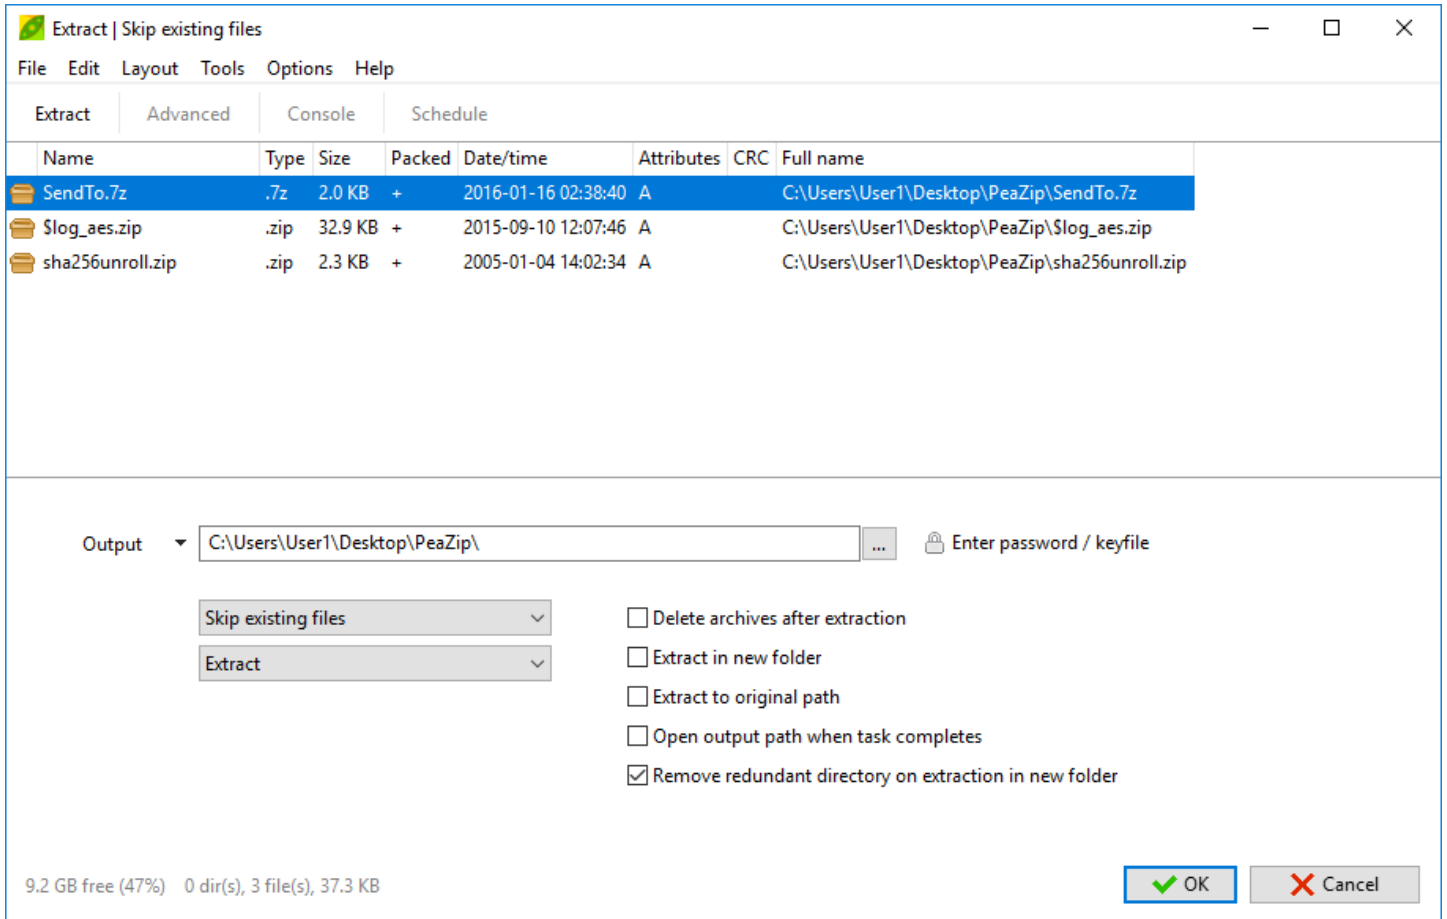 Extract | Skip existing files
File Edit Layout Tools Options Help
Extract Advanced Console Schedule
Name Type Size Packed Date/time Attributes CRC Full name
SendTo.7z .7z 2.0 KB + 2016-01-16 02:38:40 A C:\Users\User1\Desktop\PeaZip\SendTo.7z
$log_aes.zip .zip 32.9 KB + 2015-09-10 12:07:46 A C:\Users\User1\Desktop\PeaZip\$log_aes.zip
sha256unroll.zip .zip 2.3 KB + 2005-01-04 14:02:34 A C:\Users\User1\Desktop\PeaZip\sha256unroll.zip
Output C:\Users\User1\Desktop\PeaZip\ ... Enter password / keyfile
Skip existing files Delete archives after extraction
Extract Extract in new folder
Extract to original path
Open output path when task completes
Remove redundant directory on extraction in new folder
9.2 GB free (47%) 0 dir(s), 3 file(s), 37.3 KB OK Cancel